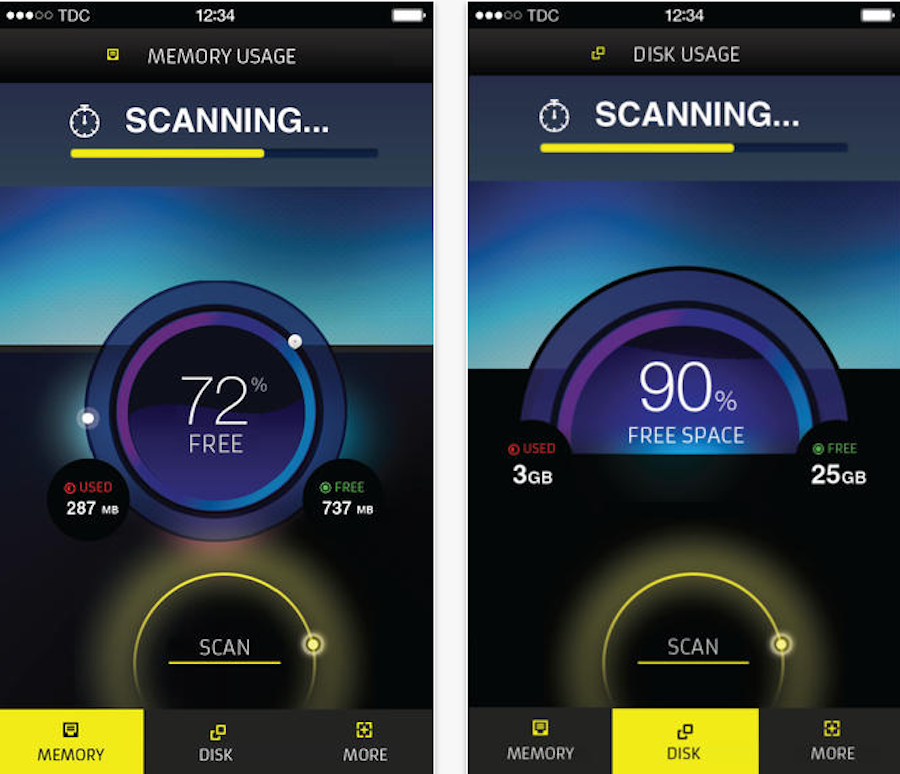 TDC 12:34
MEMORY USAGE
SCANNING...
72%
FREE
USED
287 MB
FREE
737 MB
SCAN
MEMORY DISK MORE
TDC 12:34
DISK USAGE
SCANNING...
90%
FREE SPACE
USED
3GB
FREE
25GB
SCAN
MEMORY DISK MORE